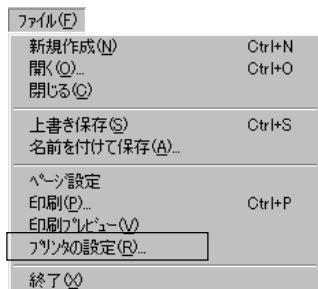 ﾌｧｲﾙ(F)
新規作成(N) Ctrl+N
開く(O)... Ctrl+O
閉じる(C)
上書き保存(S) Ctrl+S
名前を付けて保存(A)...
ﾍﾟｰｼﾞ設定
印刷(P)... Ctrl+P
印刷ﾌﾟﾚﾋﾞｭｰ(V)
ﾌﾟﾘﾝﾀの設定(R)...
終了(X)